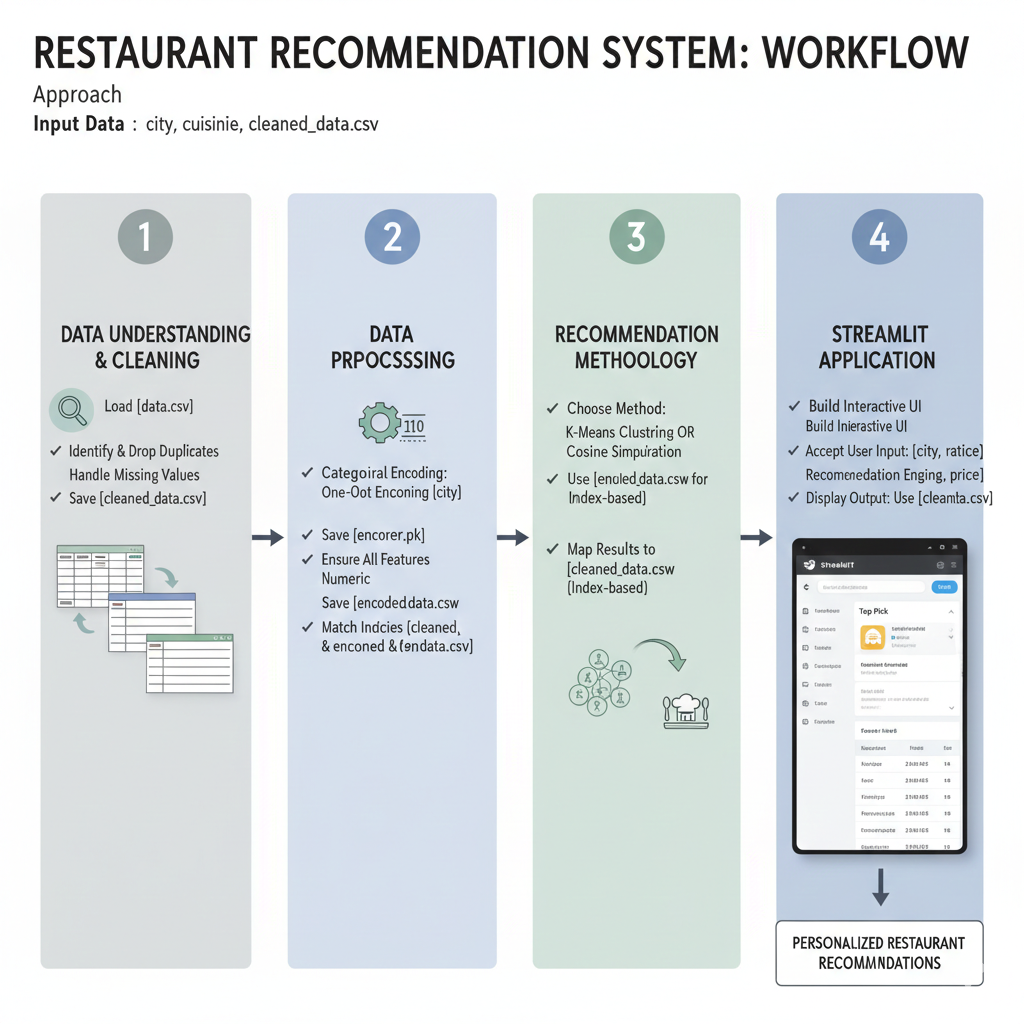 RESTAURANT RECOMMENDATION SYSTEM: WORKFLOW
Approach
Input Data : city, cuisinie, cleaned_data.csv
1
DATA UNDERSTANDING
& CLEANING
Load [data.csv]
✓ Identify & Drop Duplicates
Handle Missing Values
✓ Save [cleaned_data.csv]
2
DATA
PRPOCSSSING
110
✓ Categoiral Encoding:
One-Oot Enconing [city]
✓ Save [encorer.pk]
✓ Ensure All Features
Numeric
Save [encoded.data.csw
✓ Match Indcies [cleaned,
& enconed & (endata.csv]
3
RECOMMENDATION
METHOOLOGY
✓ Choose Method:
K-Means Clustring OR
Cosine Simpuration
✓ Use [enoled_data.csw for
Index-based]
✓ Map Results to
[cleaned_data.csw
(Index-based)
4
STREAMLIT
APPLICATION
✓ Build Interactive UI
Build Inierastive UI
✓ Accept User Input: [city, ratice]
Recomenedation Enging, price]
✓ Display Output: Use [cleamta.csv]
Top Pick
PERSONALIZED RESTAURANT
RECOMMNDATIONS